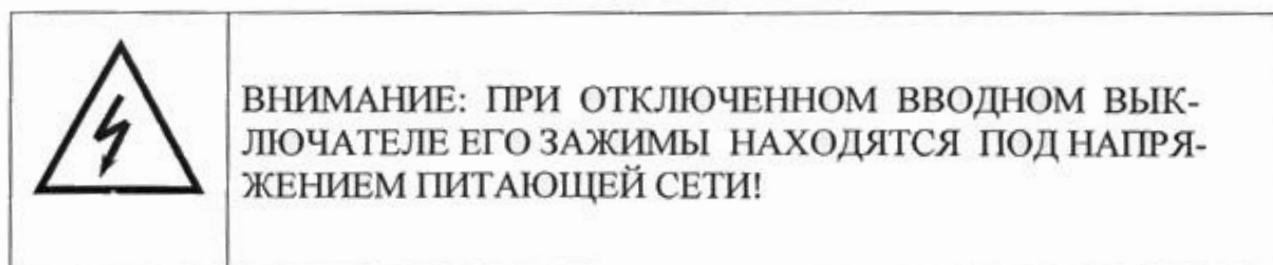 ВНИМАНИЕ: ПРИ ОТКЛЮЧЕННОМ ВВОДНОМ ВЫК-
ЛЮЧАТЕЛЕ ЕГО ЗАЖИМЫ НАХОДЯТСЯ ПОД НАПРЯ-
ЖЕНИЕМ ПИТАЮЩЕЙ СЕТИ!